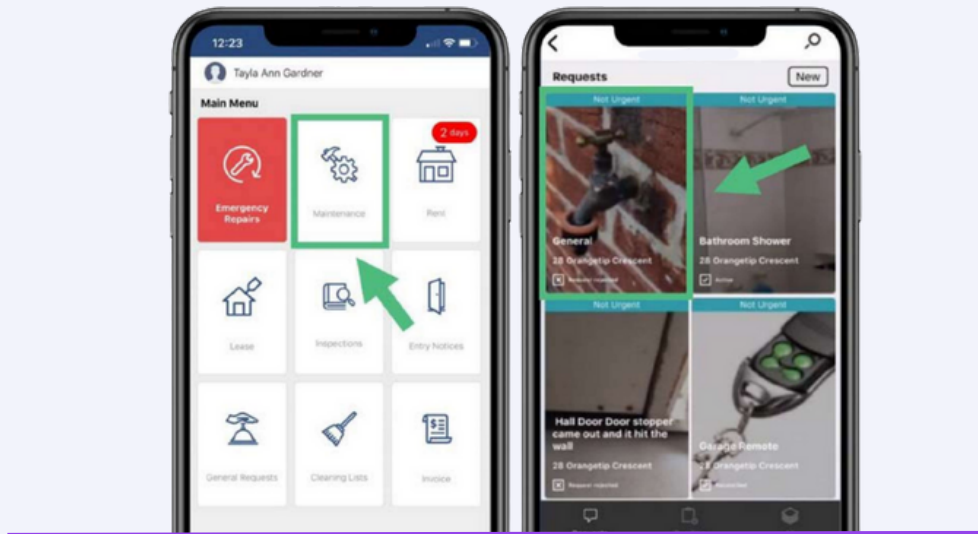 12:23
Tayla Ann Gardner
Main Menu
2 days
Emergency
Repairs
Maintenance
Rent
Lease
Inspections
Entry Notices
General Requests
Cleaning Lists
Invoice
Requests
New
Not Urgent
General
28 Orangetip Crescent
Request rejected
Not Urgent
Bathroom Shower
28 Orangetip Crescent
Active
Not Urgent
Hall Door Door stopper
came out and it hit the
wall
28 Orangetip Crescent
Request rejected
Not Urgent
Garage Remote
28 Orangetip Crescent